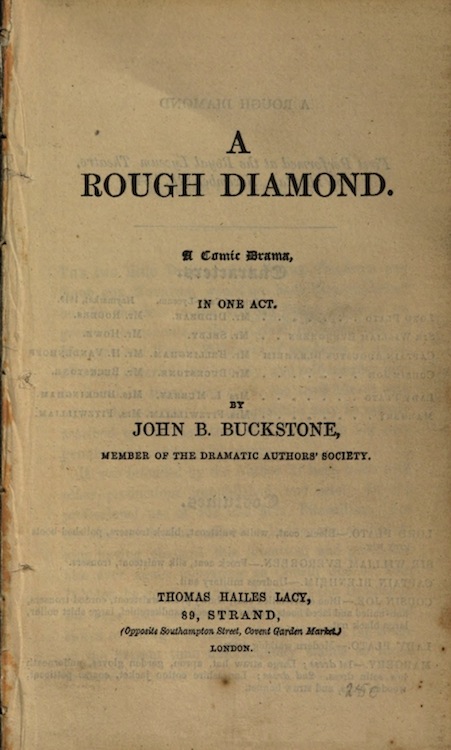 A
ROUGH DIAMOND.
A Comic Drama,
IN ONE ACT.
BY
JOHN B. BUCKSTONE,
MEMBER OF THE DRAMATIC AUTHORS' SOCIETY.
THOMAS HAILES LACY,
89, STRAND,
(Opposite Southampton Street, Covent Garden Market.)
LONDON.